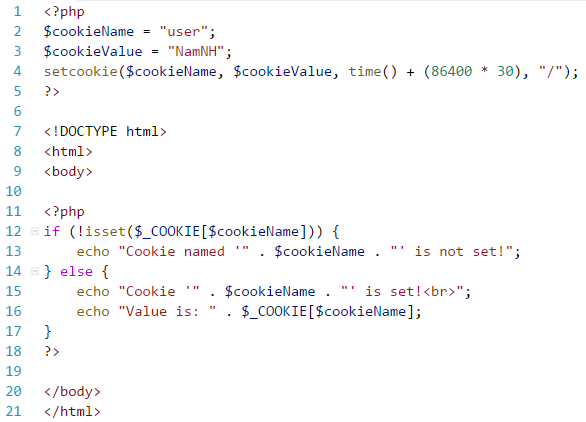 1 <?php
2 $cookieName = "user";
3 $cookieValue = "NamNH";
4 setcookie($cookieName, $cookieValue, time() + (86400 * 30), "/");
5 ?>
6
7 <!DOCTYPE html>
8 <html>
9 <body>
10
11 <?php
12 if (!isset($_COOKIE[$cookieName])) {
13     echo "Cookie named '" . $cookieName . "' is not set!";
14 } else {
15     echo "Cookie '" . $cookieName . "' is set!<br>";
16     echo "Value is: " . $_COOKIE[$cookieName];
17 }
18 ?>
19
20 </body>
21 </html>